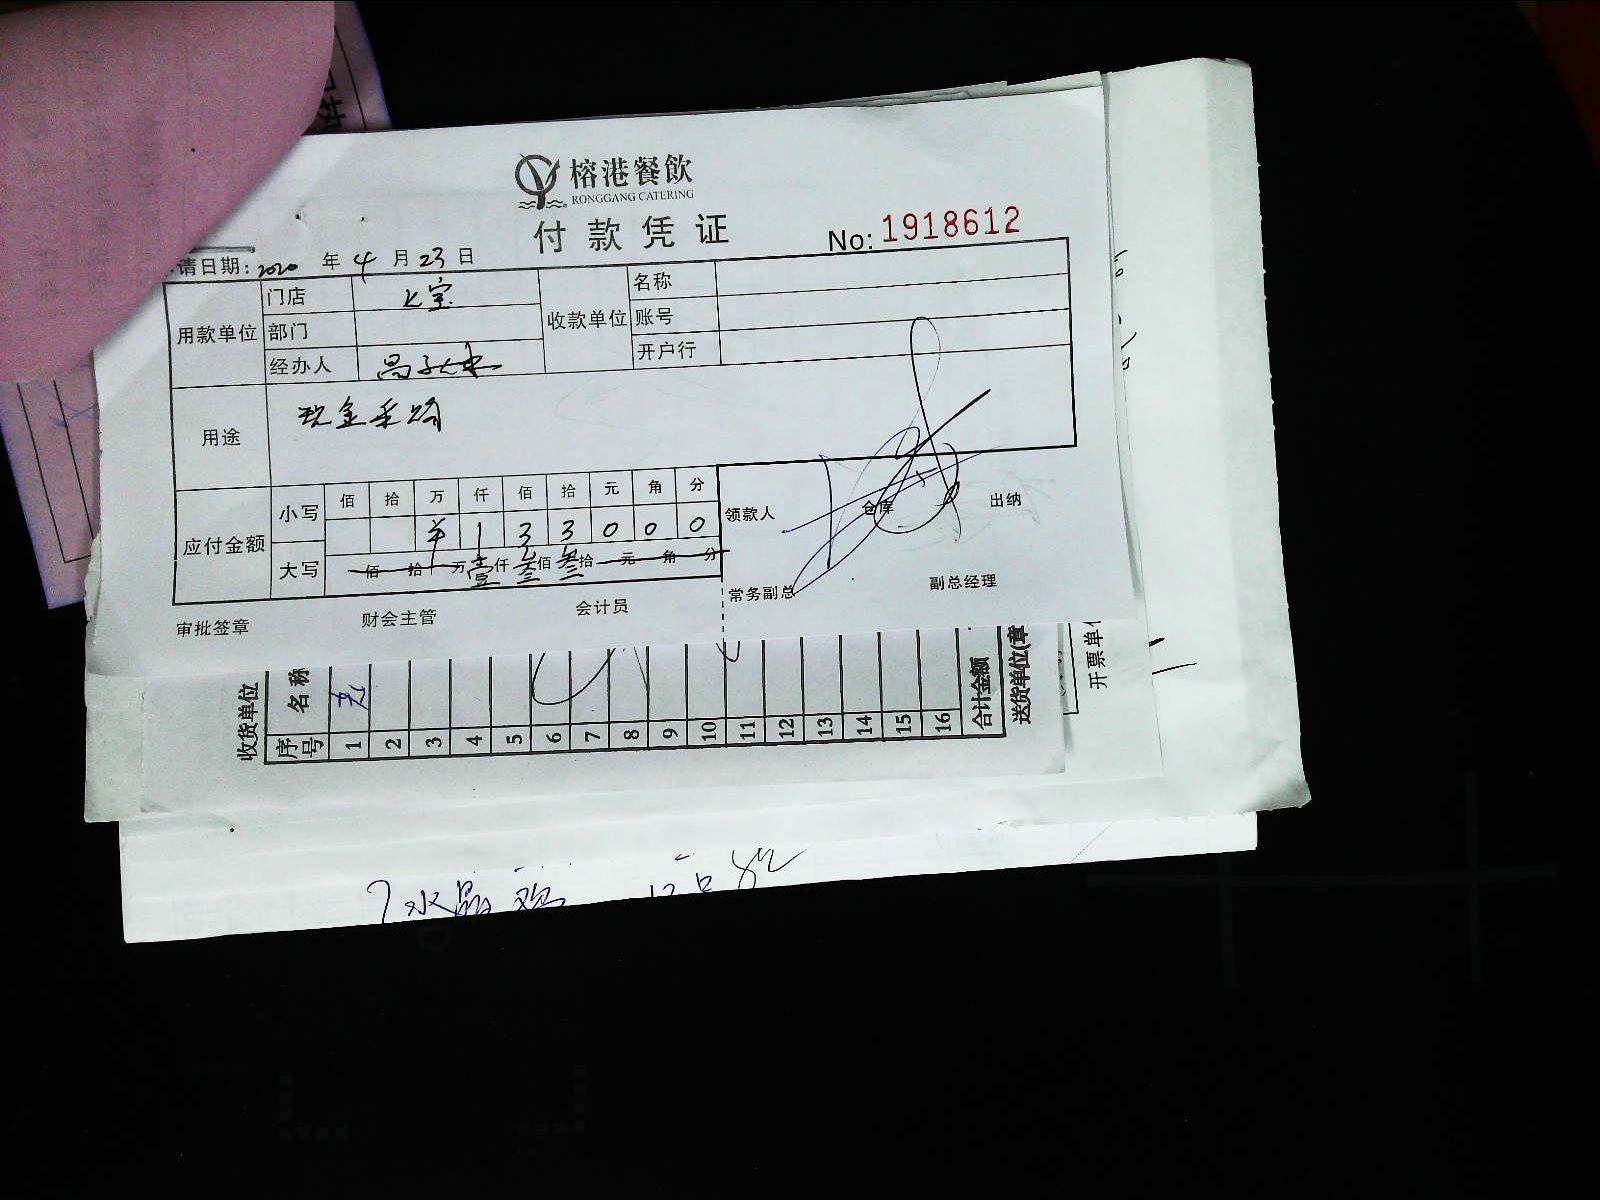 榕港餐飲
RONGGANG CATERING
付款凭证
No: 1918612
请日期: 2020 年 4 月 23 日
用款单位 门店 上宝 收款单位 名称
部门 账号
经办人 开户行
用途 现金采购
应付金额 小写 佰 拾 万 仟 佰 拾 元 角 分
¥ 1 3 3 0 0 0
大写 佰 拾 万 壹仟 叁佰 叁拾 元 角 分
领款人 仓库 出纳
常务副总 副总经理
审批签章 财会主管 会计员
收货单位
序号 名称
1
2
3
4
5
6
7
8
9
10
11
12
13
14
15
16
合计金额
送货单位(章
开票单位
水晶鸡